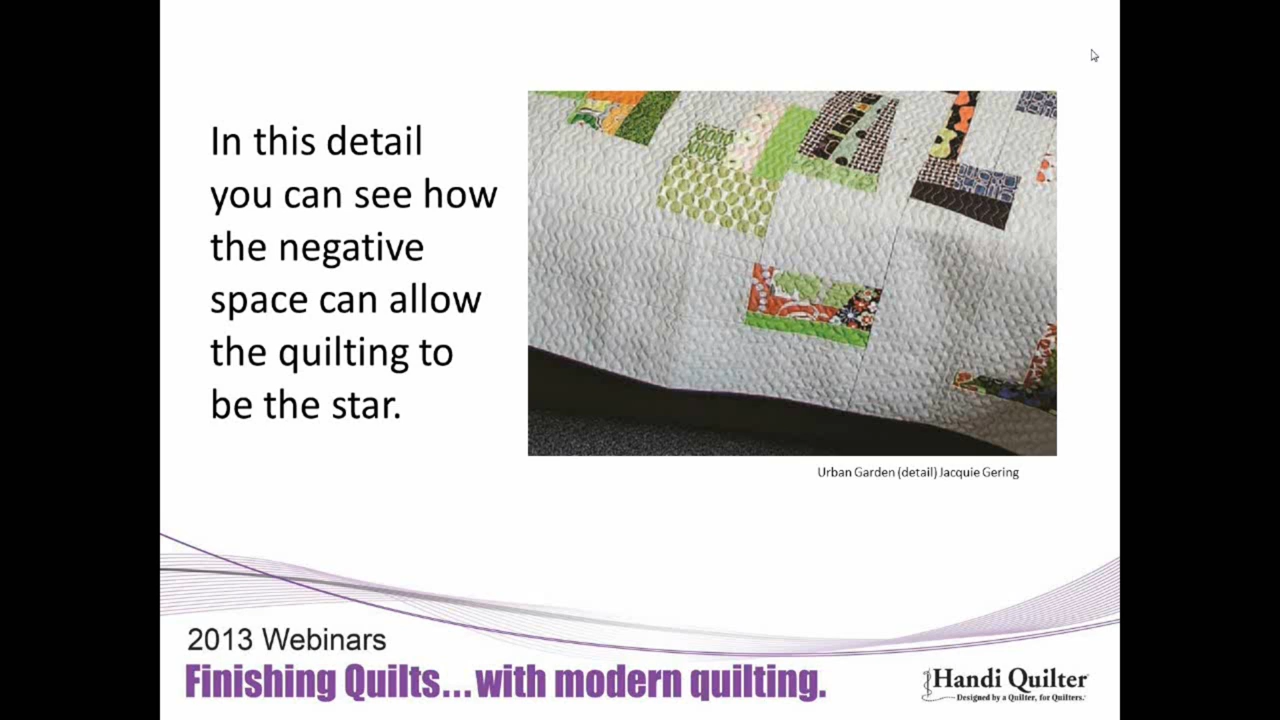 In this detail
you can see how
the negative
space can allow
the quilting to
be the star.
Urban Garden (detail) Jacquie Gering
2013 Webinars
Finishing Quilts...with modern quilting.
Handi Quilter
Designed by a Quilter, for Quilters.